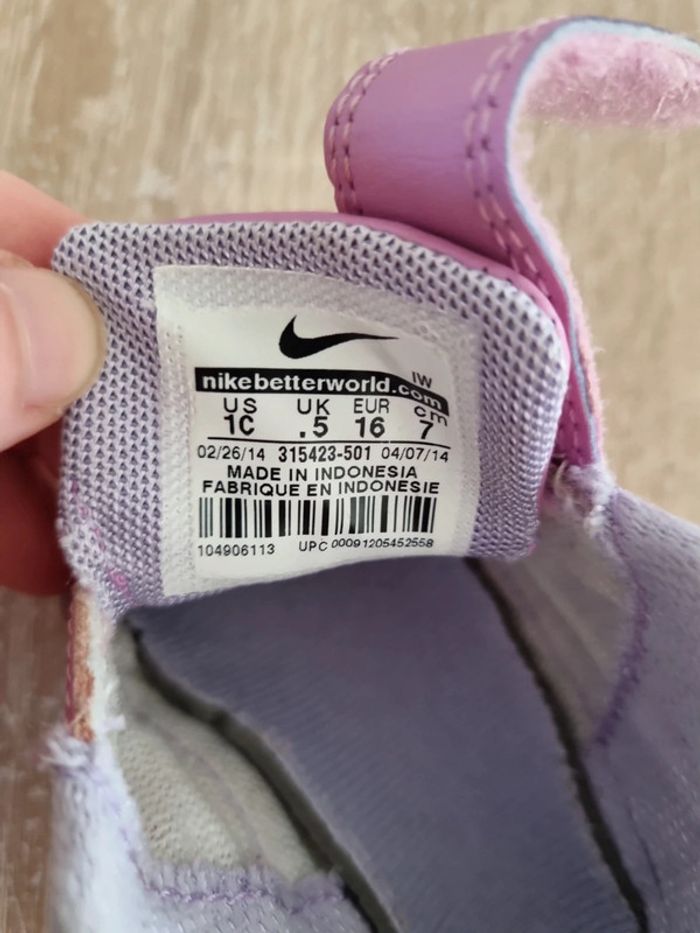 IW
nikebetterworld.com
US UK EUR cm
1C .5 16 7
02/26/14 315423-501 04/07/14
MADE IN INDONESIA
FABRIQUE EN INDONESIE
104906113 UPC 00091205452558